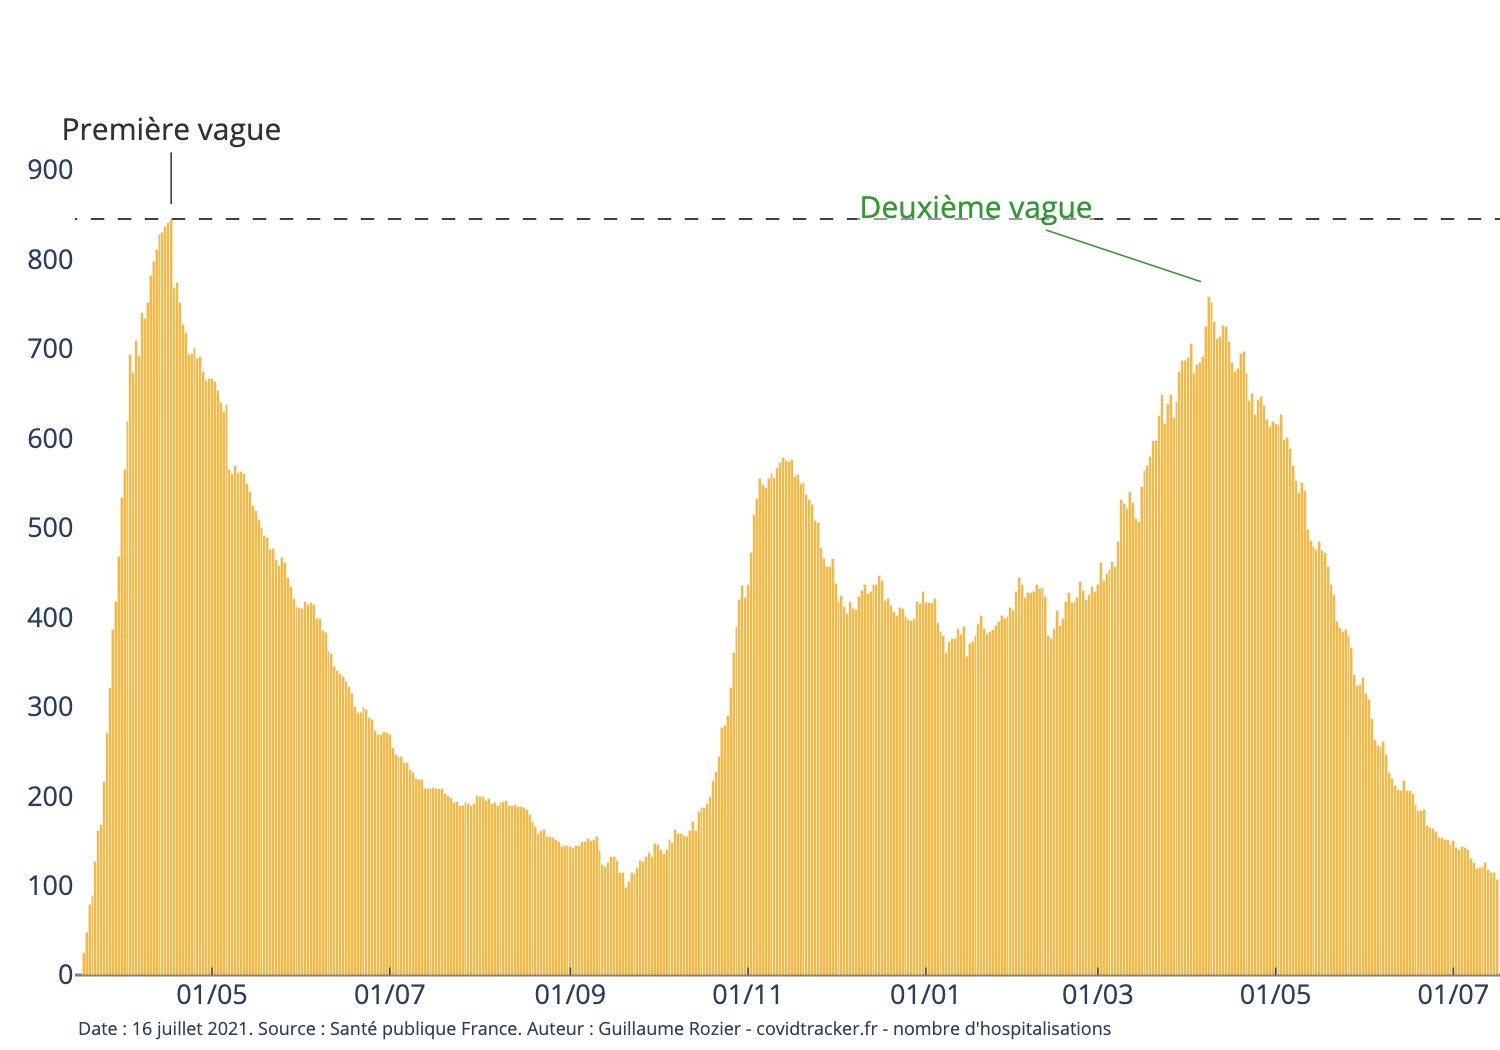 Première vague
900
Deuxième vague
800
700
600
500
400
300
200
100
0
01/05 01/07 01/09 01/11 01/01 01/03 01/05 01/07
Date : 16 juillet 2021. Source : Santé publique France. Auteur : Guillaume Rozier - covidtracker.fr - nombre d'hospitalisations